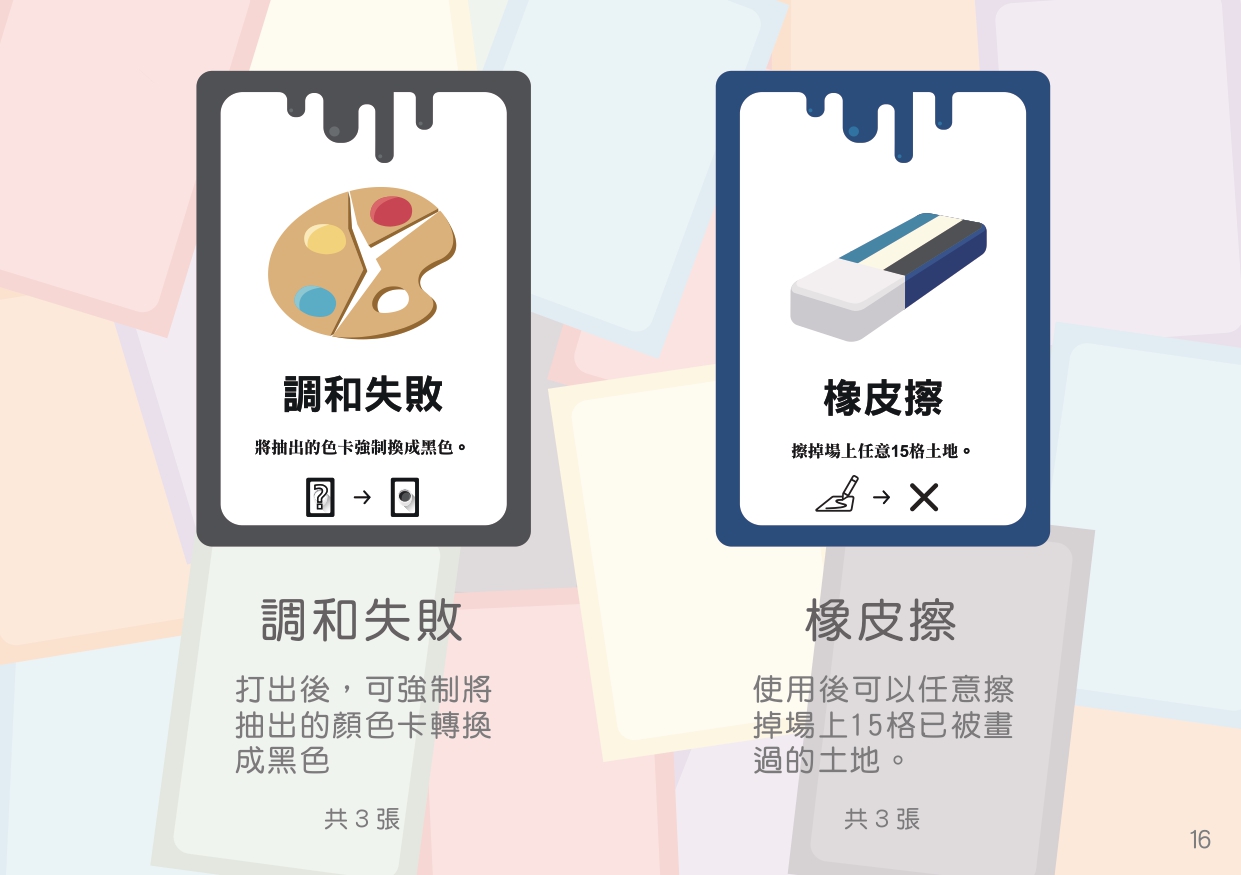 調和失敗
將抽出的色卡強制換成黑色。
?
調和失敗
打出後，可強制將
抽出的顏色卡轉換
成黑色
共3張
橡皮擦
擦掉場上任意15格土地。
橡皮擦
使用後可以任意擦
掉場上15格已被畫
過的土地。
共3張
16